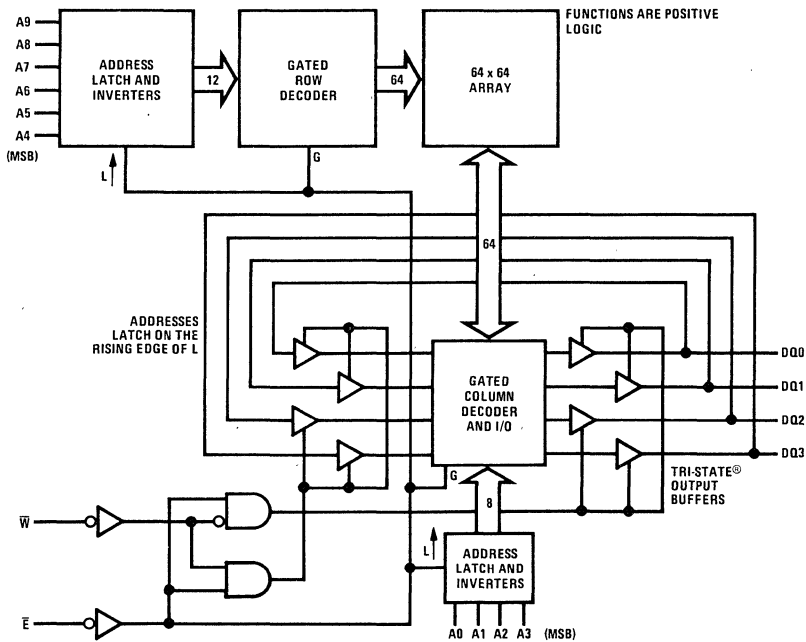 FUNCTIONS ARE POSITIVE
LOGIC
A9
A8
A7
A6
A5
A4
(MSB)
ADDRESS
LATCH AND
INVERTERS
12
GATED
ROW
DECODER
64
64 x 64
ARRAY
L
G
64
ADDRESSES
LATCH ON THE
RISING EDGE OF L
GATED
COLUMN
DECODER
AND I/O
DQ0
DQ1
DQ2
DQ3
TRI-STATE®
OUTPUT
BUFFERS
G
8
W̅
L
ADDRESS
LATCH AND
INVERTERS
E̅
A0 A1 A2 A3 (MSB)